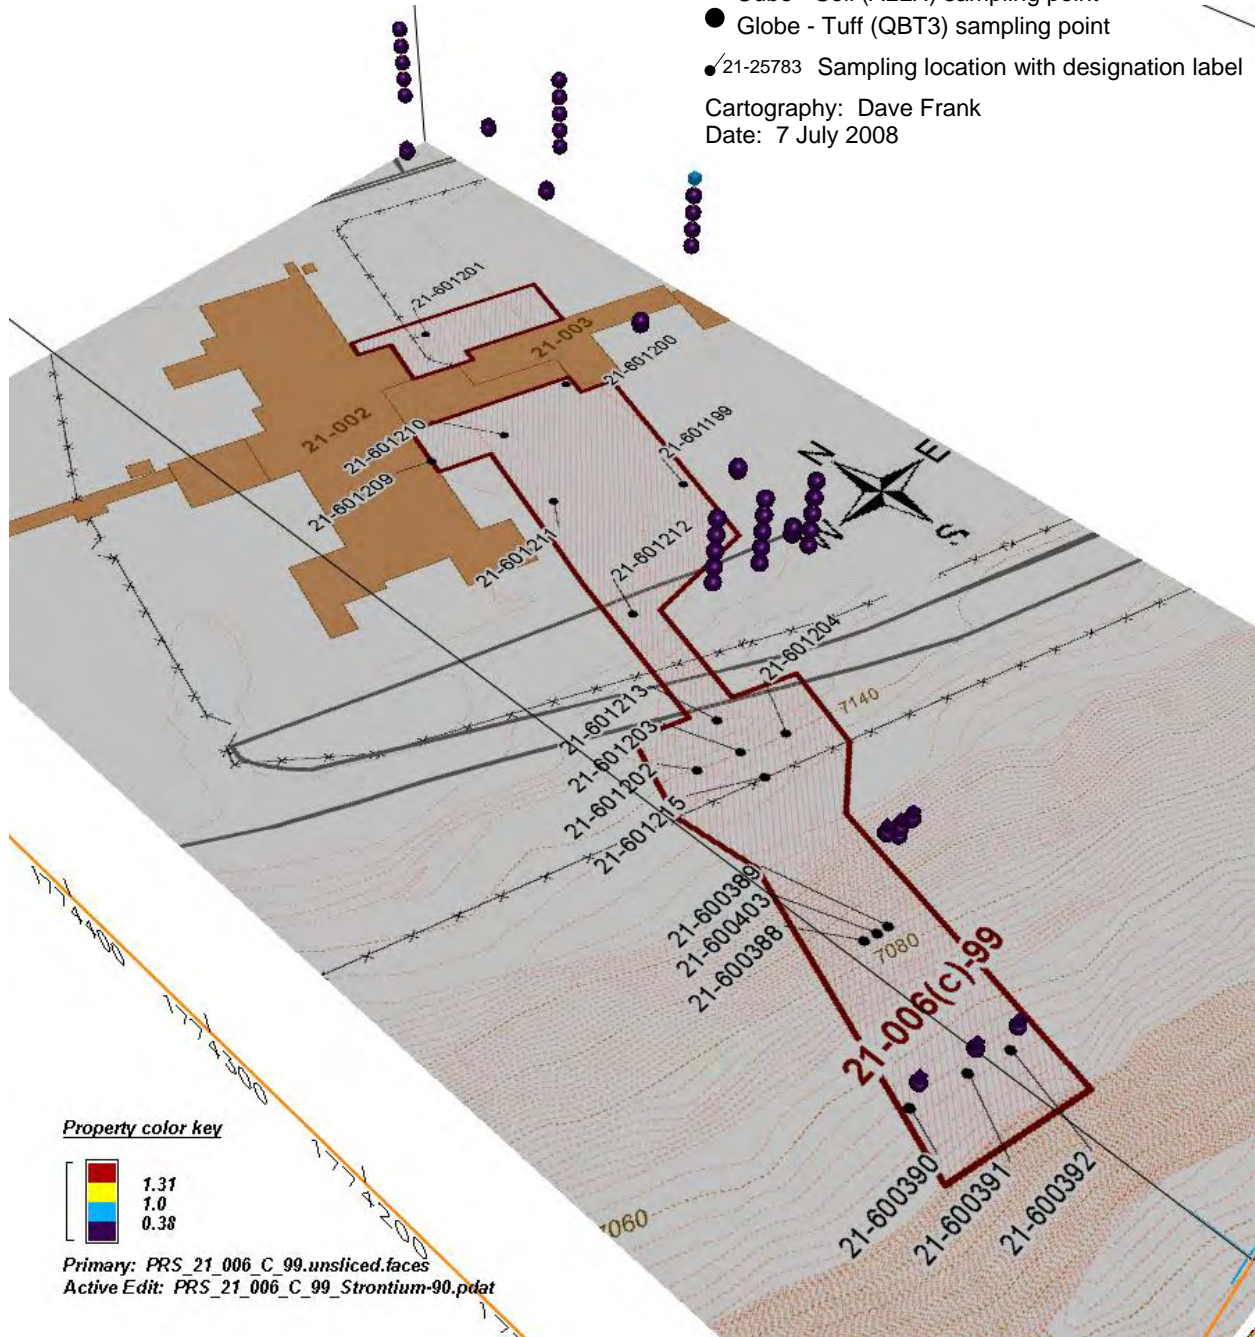 Globe - Tuff (QBT3) sampling point
21-25783 Sampling location with designation label
Cartography: Dave Frank
Date: 7 July 2008
21-601201
21-003
21-601200
21-002
21-601210
21-601199
N
E
21-601209
W
S
21-601211
21-601212
21-601204
21-601213
7140
21-601203
21-601202
21-601215
21-600389
21-600403
21-600388
7080
21-006(c)-99
1774400
1774300
1774200
21-600390
21-600391
21-600392
7060
Property color key
1.31
1.0
0.38
Primary: PRS_21_006_C_99.unsliced.faces
Active Edit: PRS_21_006_C_99_Strontium-90.pdat